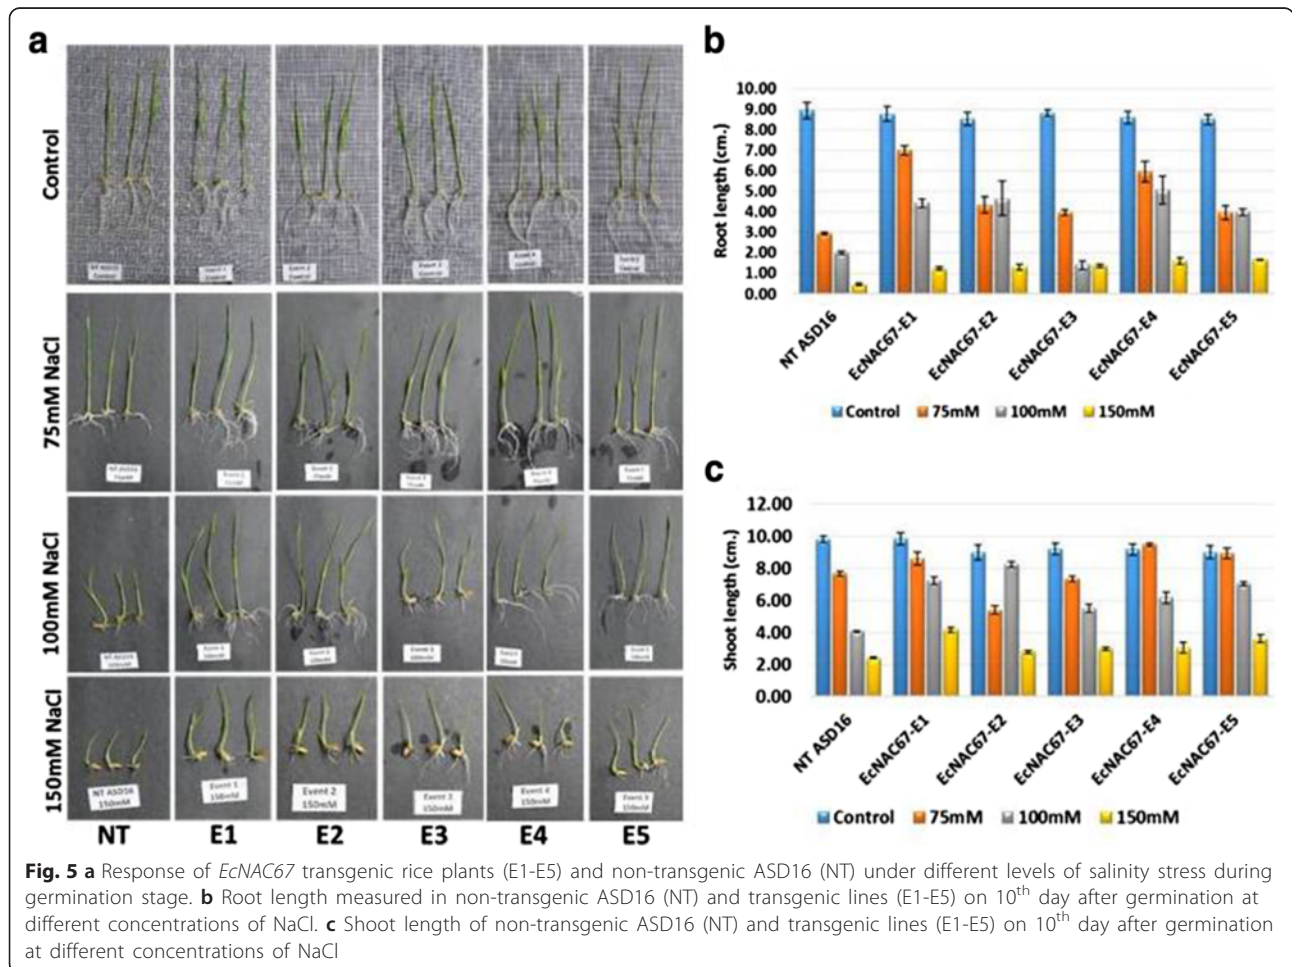 a
Control
75mM NaCl
100mM NaCl
150mM NaCl
NT ASD16
150mM
Event 1
150mM
Event 2
150mM
Event 3
150mM
Event 4
150mM
150mM
NT E1 E2 E3 E4 E5
b
Root length (cm.)
10.00
9.00
8.00
7.00
6.00
5.00
4.00
3.00
2.00
1.00
0.00
NT ASD16
EcNAC67-E1
EcNAC67-E2
EcNAC67-E3
EcNAC67-E4
EcNAC67-E5
Control 75mM 100mM 150mM
c
Shoot length (cm.)
12.00
10.00
8.00
6.00
4.00
2.00
0.00
NT ASD16
EcNAC67-E1
EcNAC67-E2
EcNAC67-E3
EcNAC67-E4
EcNAC67-E5
Control 75mM 100mM 150mM
Fig. 5 a Response of EcNAC67 transgenic rice plants (E1-E5) and non-transgenic ASD16 (NT) under different levels of salinity stress during
germination stage. b Root length measured in non-transgenic ASD16 (NT) and transgenic lines (E1-E5) on 10th day after germination at
different concentrations of NaCl. c Shoot length of non-transgenic ASD16 (NT) and transgenic lines (E1-E5) on 10th day after germination
at different concentrations of NaCl